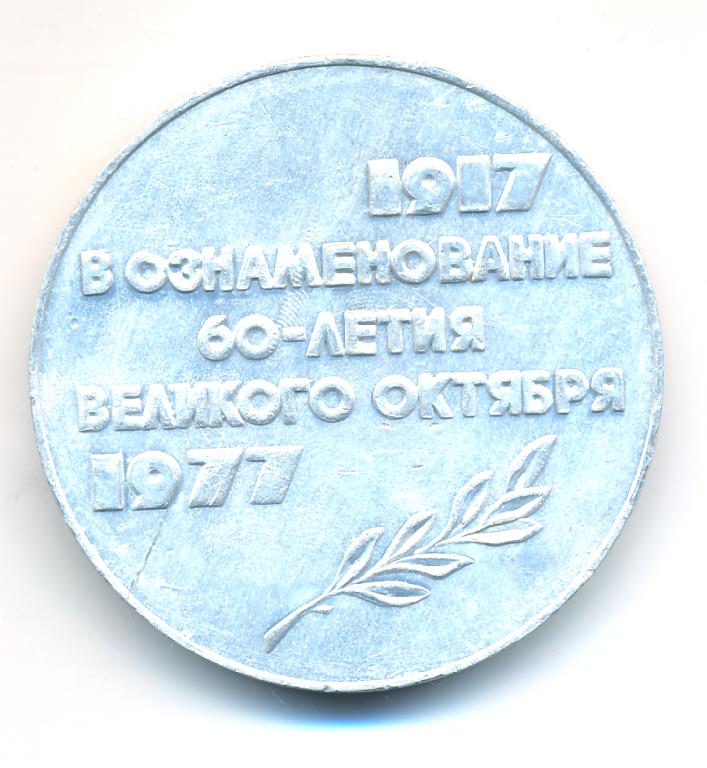 1917
В ОЗНАМЕНОВАНИЕ
60-ЛЕТИЯ
ВЕЛИКОГО ОКТЯБРЯ
1977